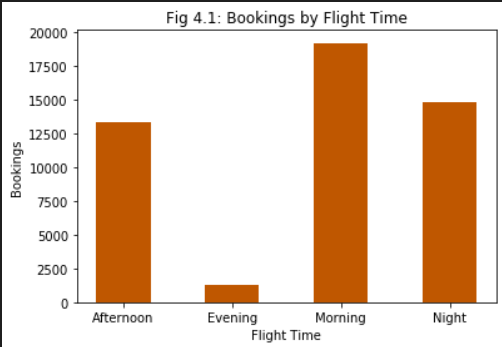 Fig 4.1: Bookings by Flight Time
20000
17500
15000
12500
10000
7500
5000
2500
0
Bookings
Afternoon Evening Morning Night
Flight Time